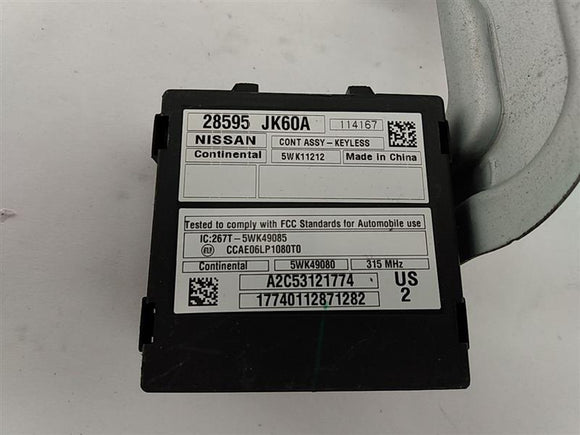 28595 JK60A 114167
NISSAN CONT ASSY-KEYLESS
Continental 5WK11212 Made in China
Tested to comply with FCC Standards for Automobile use
IC:267T-5WK49085
CCAE06LP1080T0
Continental 5WK49080 315 MHz
A2C53121774 US
17740112871282 2